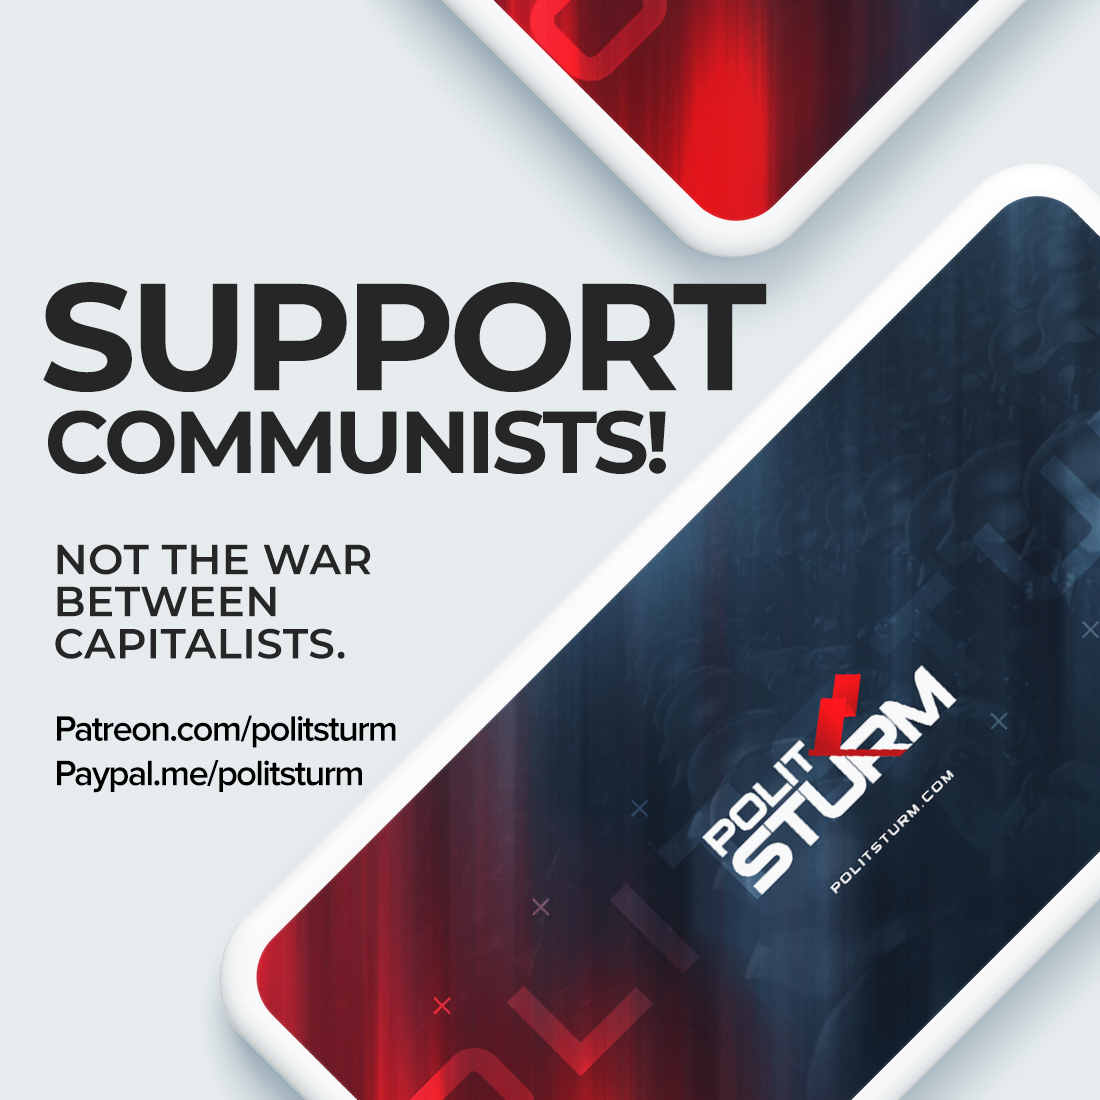 SUPPORT
COMMUNISTS!
NOT THE WAR
BETWEEN
CAPITALISTS.
Patreon.com/politsturm
Paypal.me/politsturm
POLIT
STURM
POLITSTURM.COM